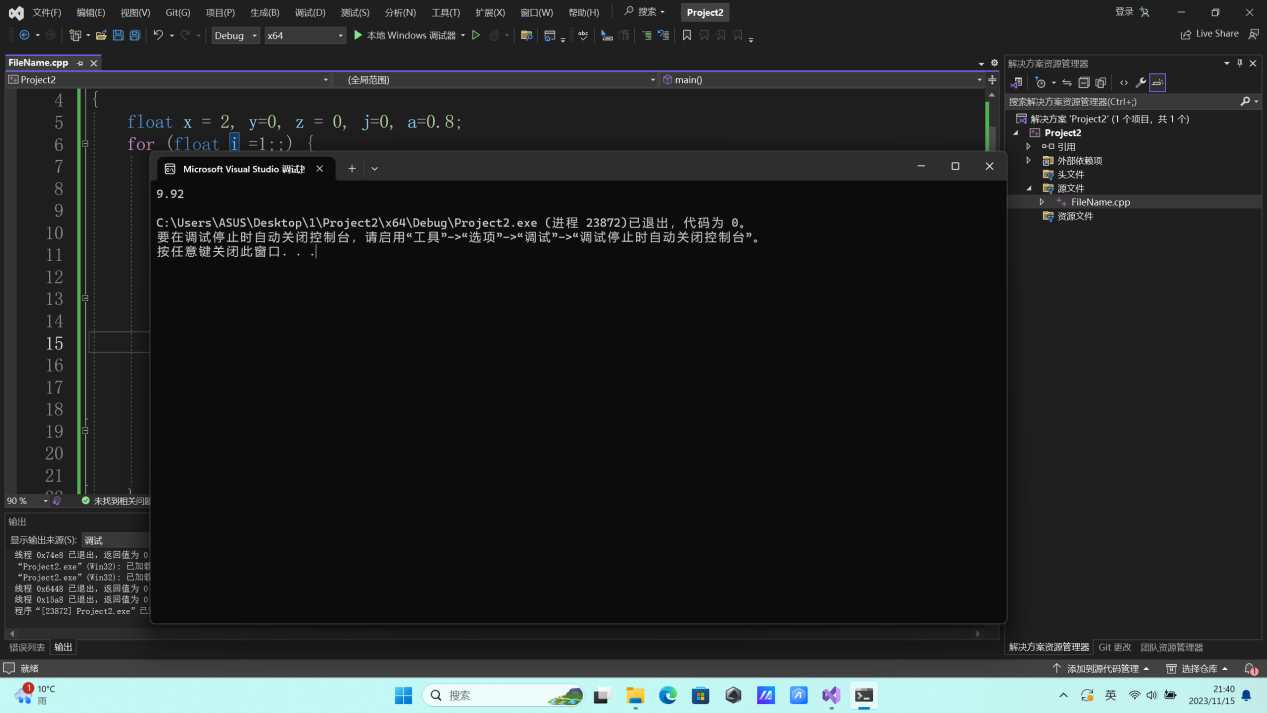 文件(F) 编辑(E) 视图(V) Git(G) 项目(P) 生成(B) 调试(D) 测试(S) 分析(N) 工具(T) 扩展(X) 窗口(W) 帮助(H) 搜索 Project2 登录
Debug x64 本地 Windows 调试器 Live Share
FileName.cpp
Project2 (全局范围) main()
4 {
5 float x = 2, y=0, z = 0, j=0, a=0.8;
6 for (float i =1;;) {
7
8
9
10
11
12
13
14
15
16
17
18
19
20
21
22
Microsoft Visual Studio 调试
9.92
C:\Users\ASUS\Desktop\1\Project2\x64\Debug\Project2.exe (进程 23872)已退出，代码为 0。
要在调试停止时自动关闭控制台，请启用“工具”->“选项”->“调试”->“调试停止时自动关闭控制台”。
按任意键关闭此窗口. . .
90 % 未找到相关问题
输出
显示输出来源(S): 调试
线程 0x74e8 已退出，返回值为 0
“Project2.exe”(Win32): 已加载
“Project2.exe”(Win32): 已加载
线程 0x6448 已退出，返回值为 0
线程 0x15a8 已退出，返回值为 0
程序“[23872] Project2.exe”已
错误列表 输出
解决方案资源管理器
搜索解决方案资源管理器(Ctrl+;)
解决方案 'Project2' (1 个项目，共 1 个)
Project2
引用
外部依赖项
头文件
源文件
FileName.cpp
资源文件
解决方案资源管理器 Git 更改 团队资源管理器
就绪 添加到源代码管理 选择仓库 1
1 10°C
雨
搜索
英
21:40
2023/11/15